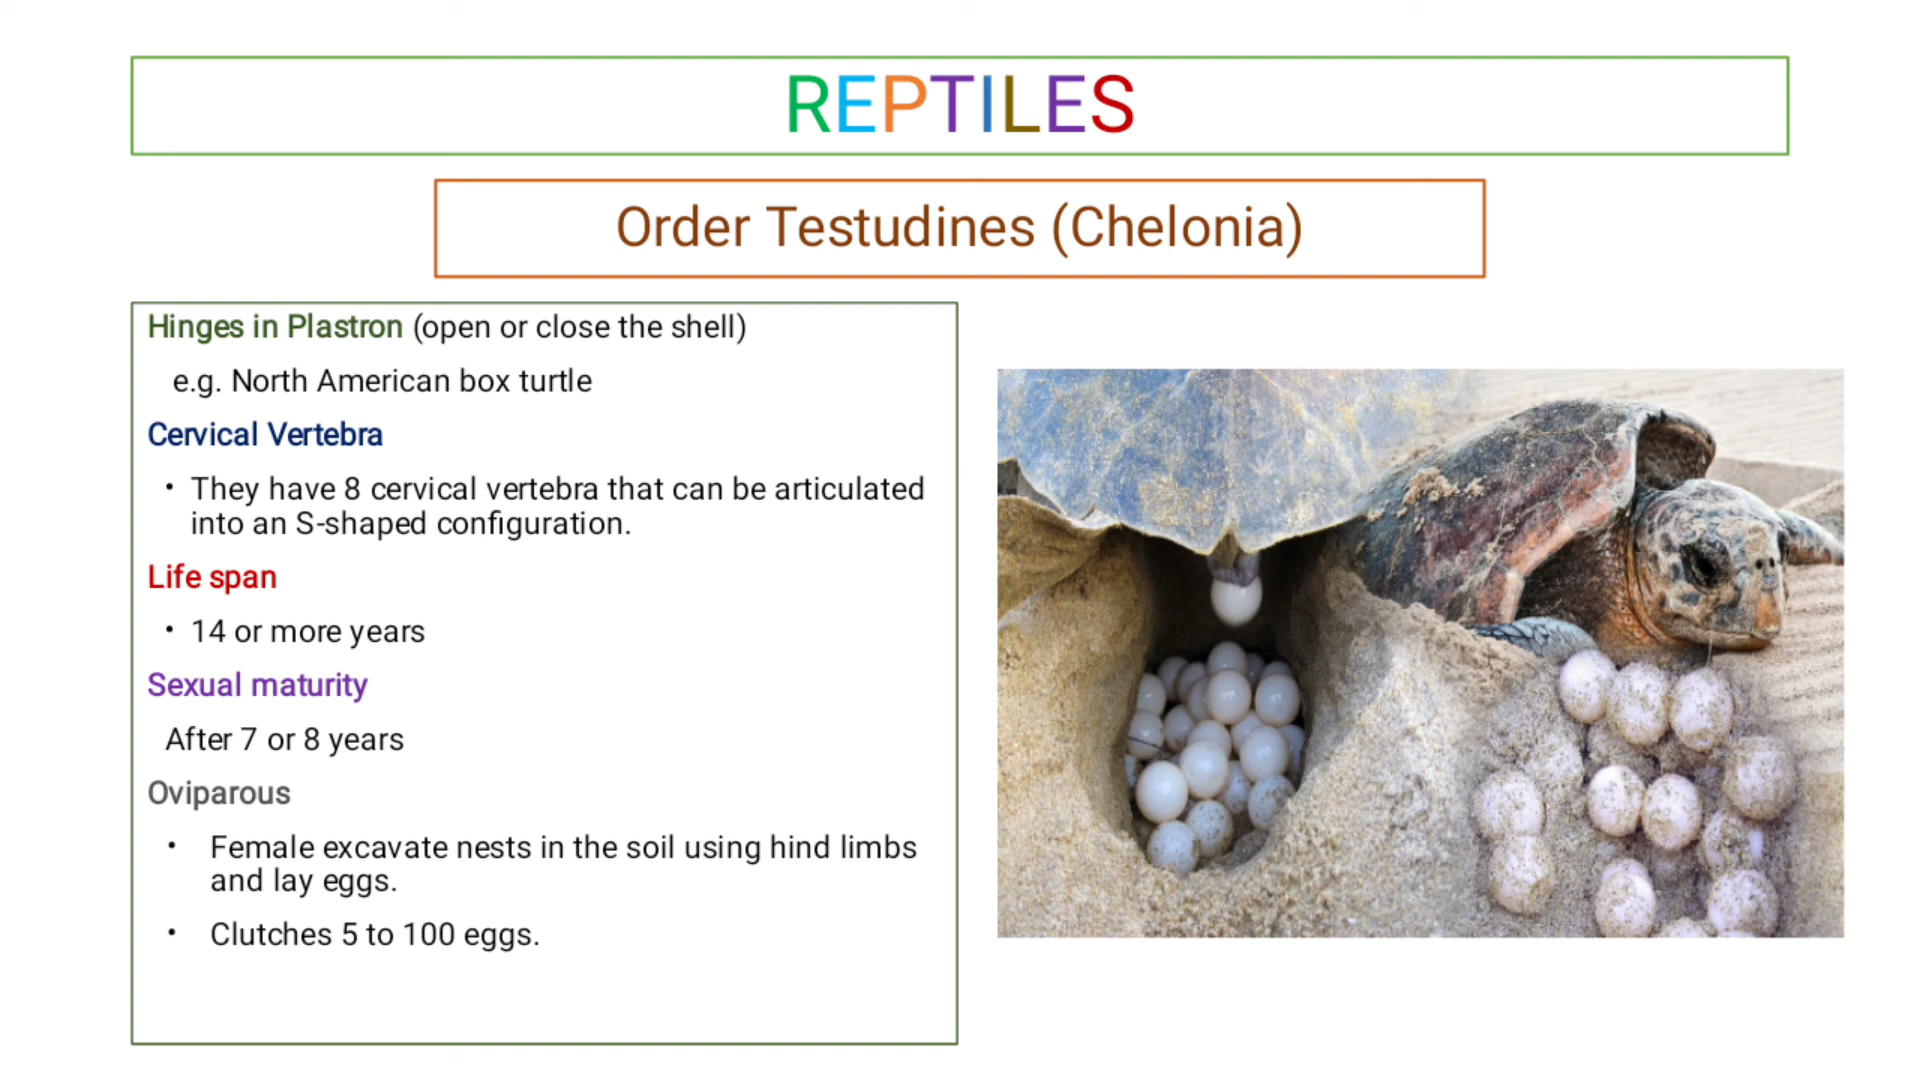 REPTILES
Order Testudines (Chelonia)
Hinges in Plastron (open or close the shell)
e.g. North American box turtle
Cervical Vertebra
• They have 8 cervical vertebra that can be articulated
into an S-shaped configuration.
Life span
• 14 or more years
Sexual maturity
After 7 or 8 years
Oviparous
• Female excavate nests in the soil using hind limbs
and lay eggs.
• Clutches 5 to 100 eggs.